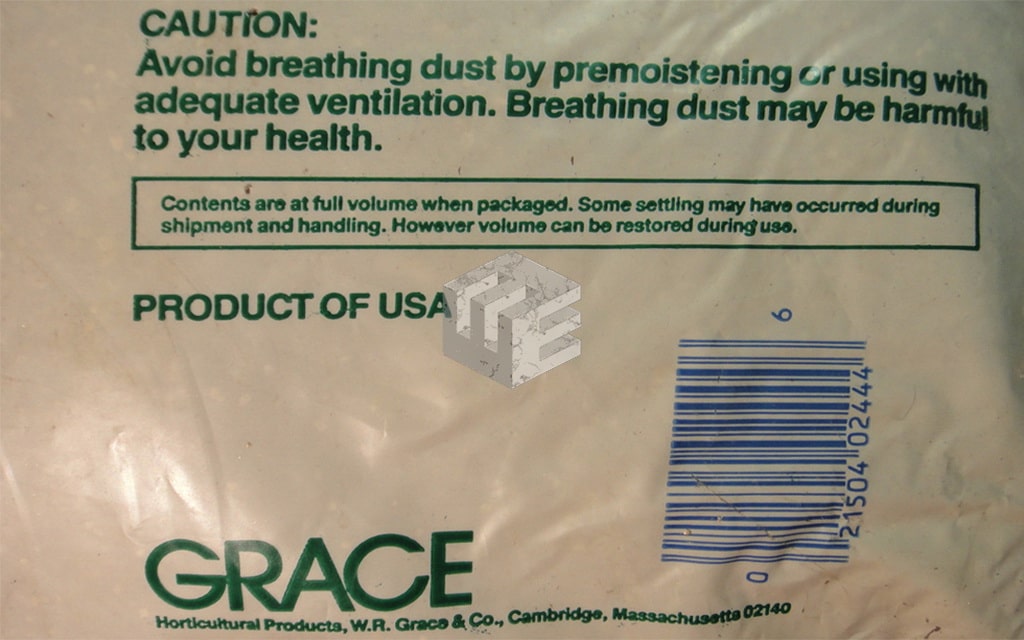 CAUTION:
Avoid breathing dust by premoistening or using with
adequate ventilation. Breathing dust may be harmful
to your health.
Contents are at full volume when packaged. Some settling may have occurred during
shipment and handling. However volume can be restored during use.
PRODUCT OF USA
6
21504 02444
0
GRACE
Horticultural Products, W.R. Grace & Co., Cambridge, Massachusetts 02140